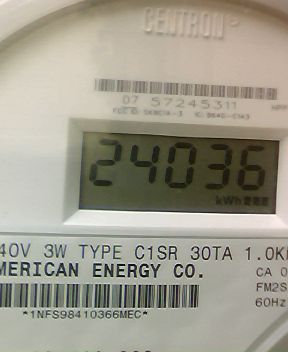 CENTRON®
07 57245311
24036
kWh
40V 3W TYPE C1SR 30TA 1.0K
MERICAN ENERGY CO.
CA 0
FM2S
60Hz
*1NFS98410366MEC*